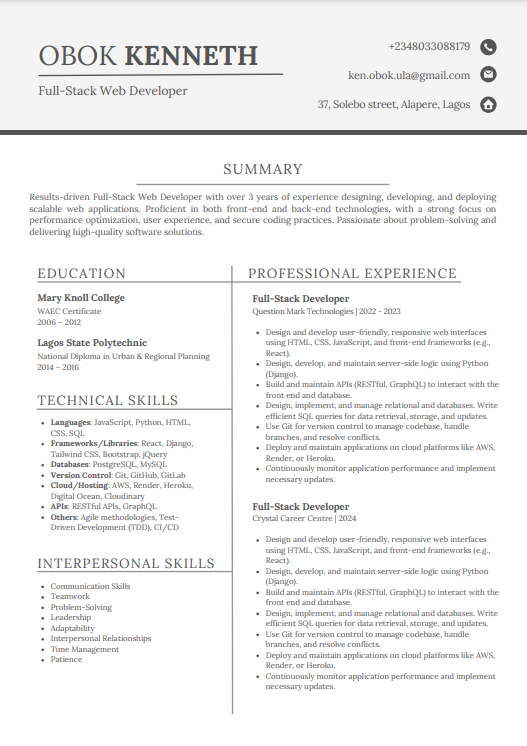 OBOK KENNETH
Full-Stack Web Developer
+2348033088179
ken.obok.ula@gmail.com
37, Solebo street, Alapere, Lagos
SUMMARY
Results-driven Full-Stack Web Developer with over 3 years of experience designing, developing, and deploying
scalable web applications. Proficient in both front-end and back-end technologies, with a strong focus on
performance optimization, user experience, and secure coding practices. Passionate about problem-solving and
delivering high-quality software solutions.
EDUCATION
Mary Knoll College
WAEC Certificate
2006 – 2012
Lagos State Polytechnic
National Diploma in Urban & Regional Planning
2014 – 2016
TECHNICAL SKILLS
• Languages: JavaScript, Python, HTML,
CSS, SQL
• Frameworks/Libraries: React, Django,
Tailwind CSS, Bootstrap, jQuery
• Databases: PostgreSQL, MySQL
• Version Control: Git, GitHub, GitLab
• Cloud/Hosting: AWS, Render, Heroku,
Digital Ocean, Cloudinary
• APIs: RESTful APIs, GraphQL
• Others: Agile methodologies, Test-
Driven Development (TDD), CI/CD
INTERPERSONAL SKILLS
• Communication Skills
• Teamwork
• Problem-Solving
• Leadership
• Adaptability
• Interpersonal Relationships
• Time Management
• Patience
PROFESSIONAL EXPERIENCE
Full-Stack Developer
Question Mark Technologies | 2022 - 2023
• Design and develop user-friendly, responsive web interfaces
using HTML, CSS, JavaScript, and front-end frameworks (e.g.,
React).
• Design, develop, and maintain server-side logic using Python
(Django).
• Build and maintain APIs (RESTful, GraphQL) to interact with the
front end and database.
• Design, implement, and manage relational and databases. Write
efficient SQL queries for data retrieval, storage, and updates.
• Use Git for version control to manage codebase, handle
branches, and resolve conflicts.
• Deploy and maintain applications on cloud platforms like AWS,
Render, or Heroku.
• Continuously monitor application performance and implement
necessary updates.
Full-Stack Developer
Crystal Career Centre | 2024
• Design and develop user-friendly, responsive web interfaces
using HTML, CSS, JavaScript, and front-end frameworks (e.g.,
React).
• Design, develop, and maintain server-side logic using Python
(Django).
• Build and maintain APIs (RESTful, GraphQL) to interact with the
front end and database.
• Design, implement, and manage relational and databases. Write
efficient SQL queries for data retrieval, storage, and updates.
• Use Git for version control to manage codebase, handle
branches, and resolve conflicts.
• Deploy and maintain applications on cloud platforms like AWS,
Render, or Heroku.
• Continuously monitor application performance and implement
necessary updates.